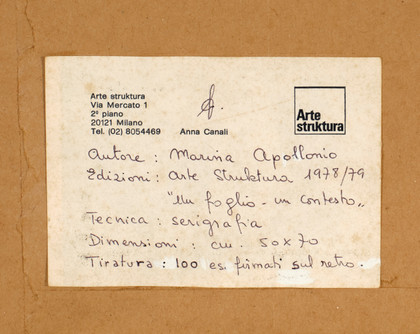 Arte struktura
Via Mercato 1
2º piano
20121 Milano
Tel. (02) 8054469
Anna Canali
Arte
struktura
Autore : Marina Apollonio
Edizioni : Arte Struktura 1978/79
"Un foglio - un contesto"
Tecnica : serigrafia
Dimensioni : cm. 50x70
Tiratura : 100 es. firmati sul retro.